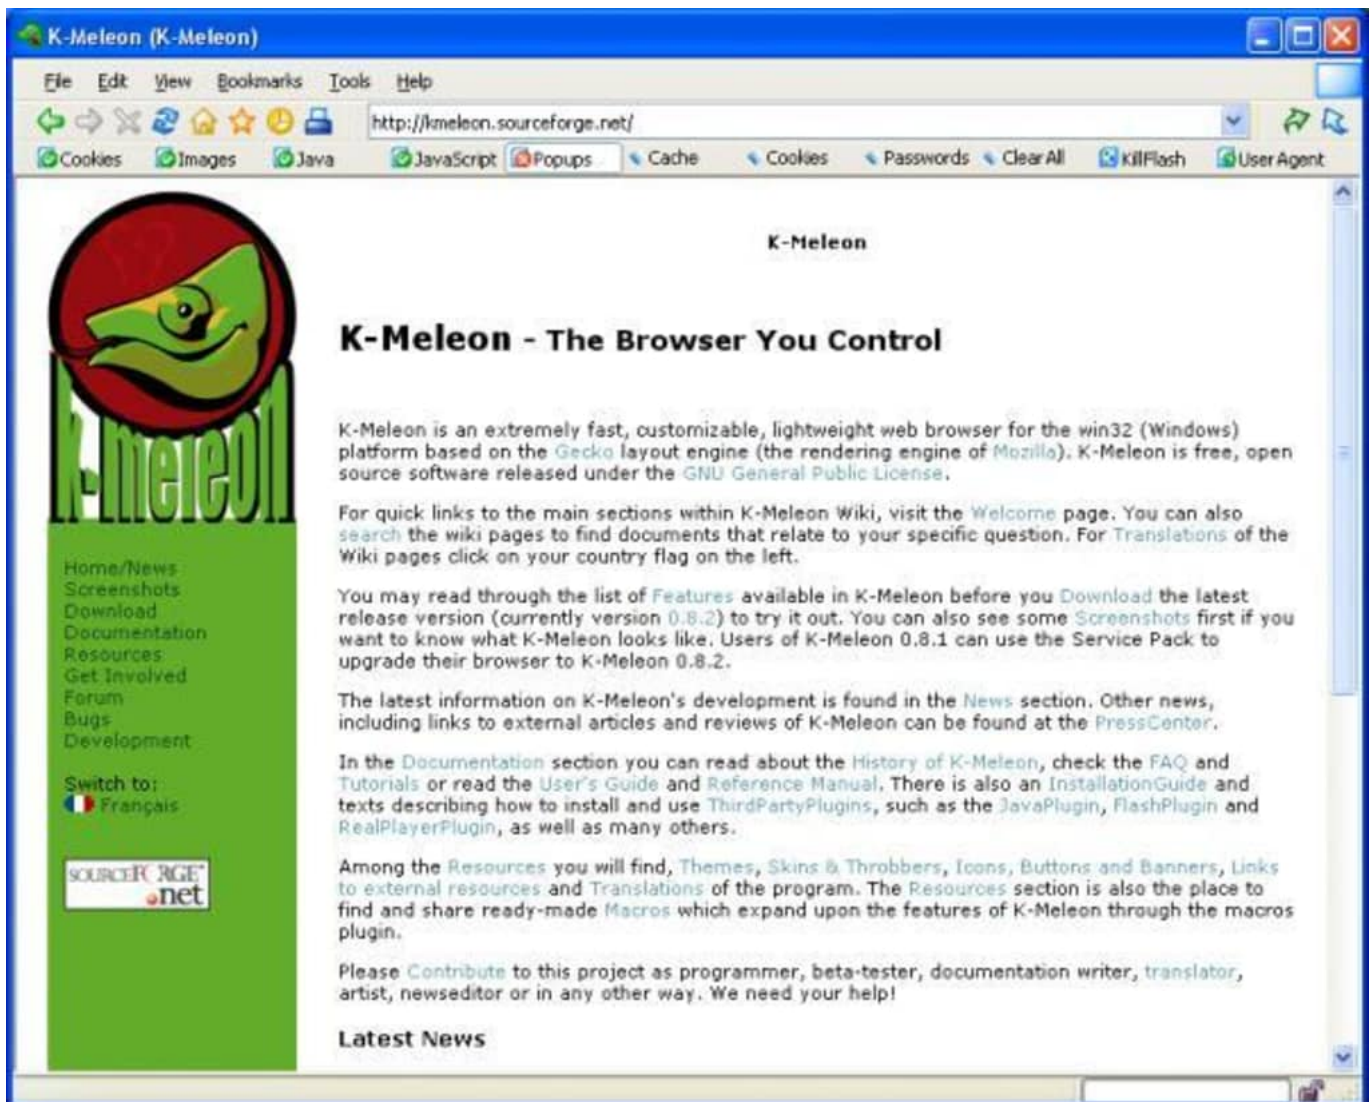 K-Meleon (K-Meleon)
File Edit View Bookmarks Tools Help
http://kmeleon.sourceforge.net/
Cookies Images Java JavaScript Popups Cache Cookies Passwords Clear All KillFlash User Agent
k-meleon
Home/News
Screenshots
Download
Documentation
Resources
Get Involved
Forum
Bugs
Development
Switch to:
Français
SOURCEFORGE™
.net
K-Meleon
K-Meleon - The Browser You Control
K-Meleon is an extremely fast, customizable, lightweight web browser for the win32 (Windows)
platform based on the Gecko layout engine (the rendering engine of Mozilla). K-Meleon is free, open
source software released under the GNU General Public License.
For quick links to the main sections within K-Meleon Wiki, visit the Welcome page. You can also
search the wiki pages to find documents that relate to your specific question. For Translations of the
Wiki pages click on your country flag on the left.
You may read through the list of Features available in K-Meleon before you Download the latest
release version (currently version 0.8.2) to try it out. You can also see some Screenshots first if you
want to know what K-Meleon looks like. Users of K-Meleon 0.8.1 can use the Service Pack to
upgrade their browser to K-Meleon 0.8.2.
The latest information on K-Meleon's development is found in the News section. Other news,
including links to external articles and reviews of K-Meleon can be found at the PressCenter.
In the Documentation section you can read about the History of K-Meleon, check the FAQ and
Tutorials or read the User's Guide and Reference Manual. There is also an InstallationGuide and
texts describing how to install and use ThirdPartyPlugins, such as the JavaPlugin, FlashPlugin and
RealPlayerPlugin, as well as many others.
Among the Resources you will find, Themes, Skins & Throbbers, Icons, Buttons and Banners, Links
to external resources and Translations of the program. The Resources section is also the place to
find and share ready-made Macros which expand upon the features of K-Meleon through the macros
plugin.
Please Contribute to this project as programmer, beta-tester, documentation writer, translator,
artist, newseditor or in any other way. We need your help!
Latest News